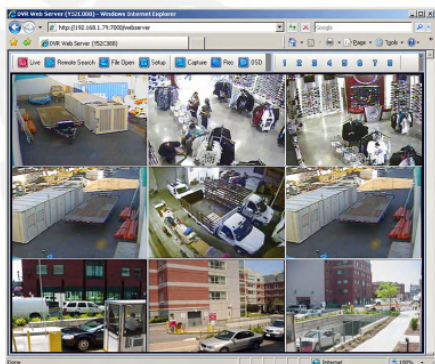 DVR Web Server (Y52C088) - Windows Internet Explorer
http://192.168.1.79:7000/webserver
Google
DVR Web Server (Y52C088)
Page Tools
Live Remote Search File Open Setup Capture Rec OSD 1 2 3 4 5 6 7 8
Done Internet 100%